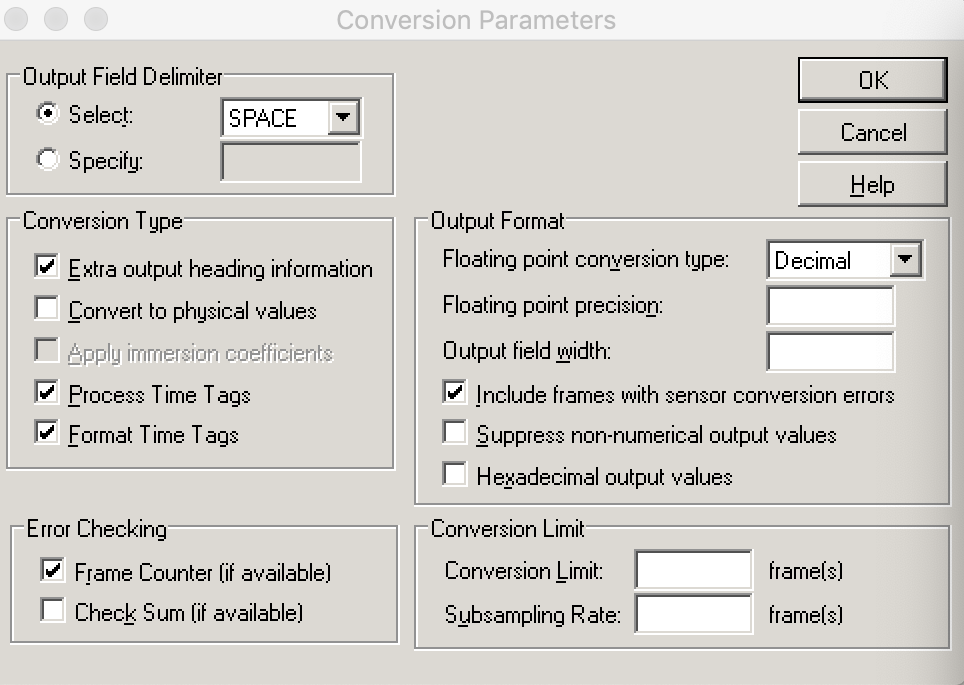 Conversion Parameters
Output Field Delimiter
Select: SPACE
Specify:
OK
Cancel
Help
Conversion Type
Extra output heading information
Convert to physical values
Apply immersion coefficients
Process Time Tags
Format Time Tags
Output Format
Floating point conversion type: Decimal
Floating point precision:
Output field width:
Include frames with sensor conversion errors
Suppress non-numerical output values
Hexadecimal output values
Error Checking
Frame Counter (if available)
Check Sum (if available)
Conversion Limit
Conversion Limit: frame(s)
Subsampling Rate: frame(s)